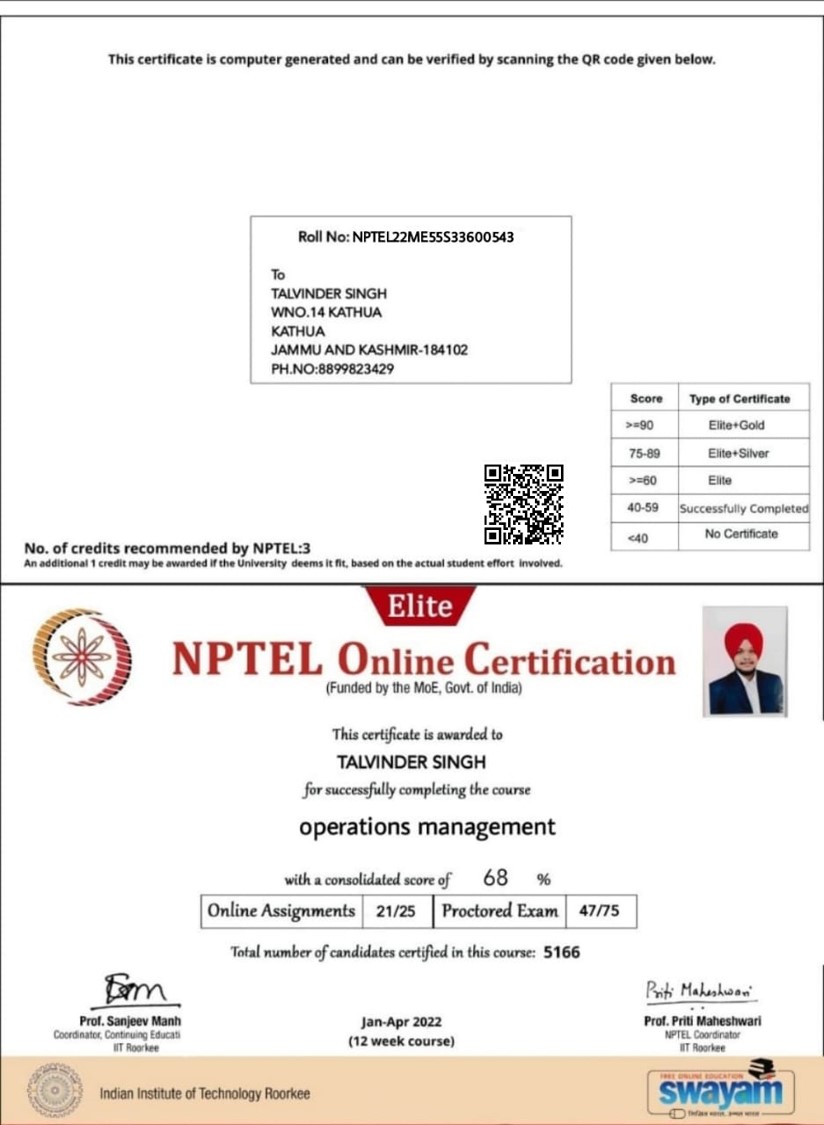 This certificate is computer generated and can be verified by scanning the QR code given below.
Roll No: NPTEL22ME55S33600543
To
TALVINDER SINGH
WNO.14 KATHUA
KATHUA
JAMMU AND KASHMIR-184102
PH.NO:8899823429
Score Type of Certificate
>=90 Elite+Gold
75-89 Elite+Silver
>=60 Elite
40-59 Successfully Completed
<40 No Certificate
No. of credits recommended by NPTEL:3
An additional 1 credit may be awarded if the University deems it fit, based on the actual student effort involved.
Elite
NPTEL Online Certification
(Funded by the MoE, Govt. of India)
This certificate is awarded to
TALVINDER SINGH
for successfully completing the course
operations management
with a consolidated score of 68 %
Online Assignments 21/25 Proctored Exam 47/75
Total number of candidates certified in this course: 5166
Priti Maheshwari
Prof. Sanjeev Manh
Coordinator, Continuing Educati
IIT Roorkee
Jan-Apr 2022
(12 week course)
Prof. Priti Maheshwari
NPTEL Coordinator
IIT Roorkee
Indian Institute of Technology Roorkee
FREE ONLINE EDUCATION
swayam